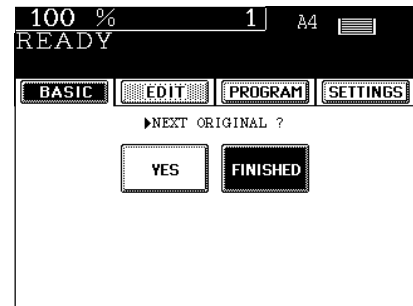 100 % 1 A4
READY
BASIC EDIT PROGRAM SETTINGS
▶NEXT ORIGINAL ?
YES FINISHED